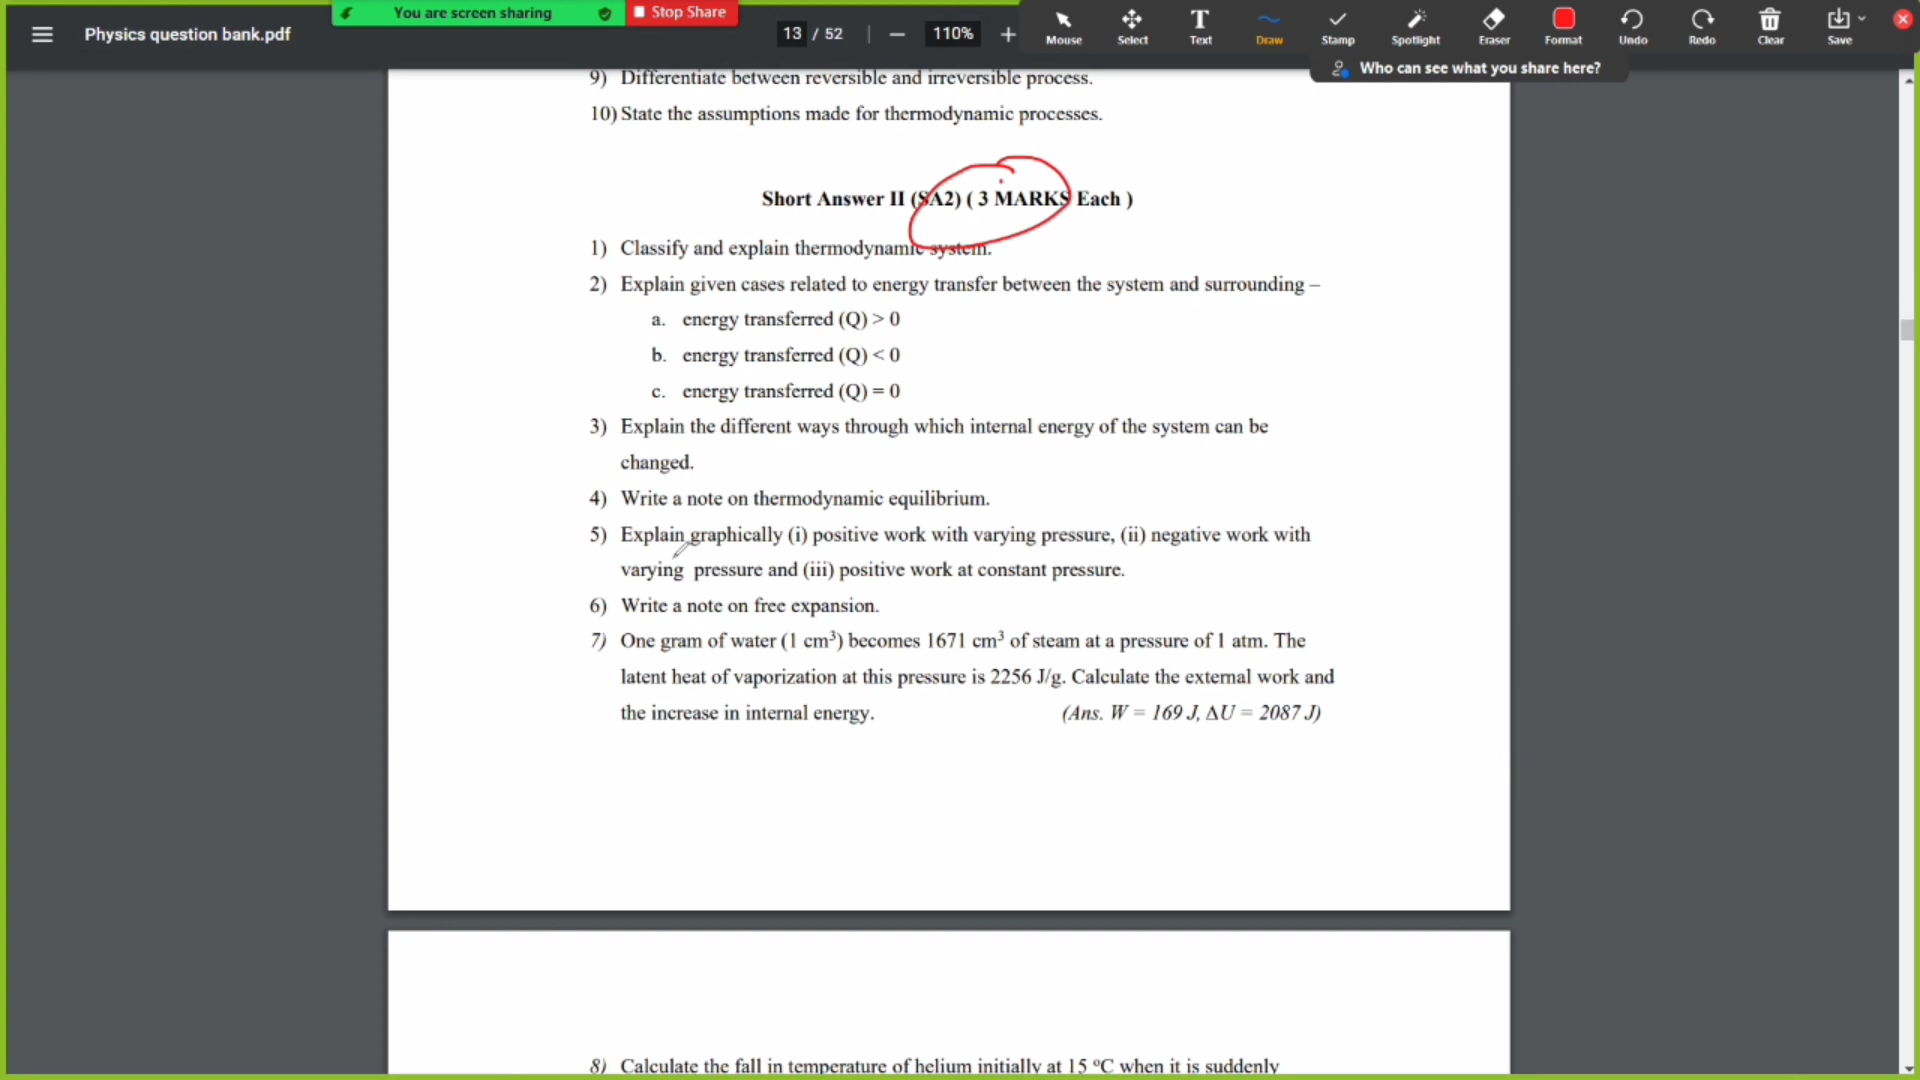 You are screen sharing
Stop Share
Physics question bank.pdf
13 / 52
110%
Mouse
Select
Text
Draw
Stamp
Spotlight
Eraser
Format
Undo
Redo
Clear
Save
Who can see what you share here?
9) Differentiate between reversible and irreversible process.
10) State the assumptions made for thermodynamic processes.
Short Answer II (SA2) ( 3 MARKS Each )
1) Classify and explain thermodynamic system.
2) Explain given cases related to energy transfer between the system and surrounding –
a. energy transferred (Q) > 0
b. energy transferred (Q) < 0
c. energy transferred (Q) = 0
3) Explain the different ways through which internal energy of the system can be
changed.
4) Write a note on thermodynamic equilibrium.
5) Explain graphically (i) positive work with varying pressure, (ii) negative work with
varying pressure and (iii) positive work at constant pressure.
6) Write a note on free expansion.
7) One gram of water (1 cm³) becomes 1671 cm³ of steam at a pressure of 1 atm. The
latent heat of vaporization at this pressure is 2256 J/g. Calculate the external work and
the increase in internal energy. (Ans. W = 169 J, ΔU = 2087 J)
8) Calculate the fall in temperature of helium initially at 15 ºC when it is suddenly